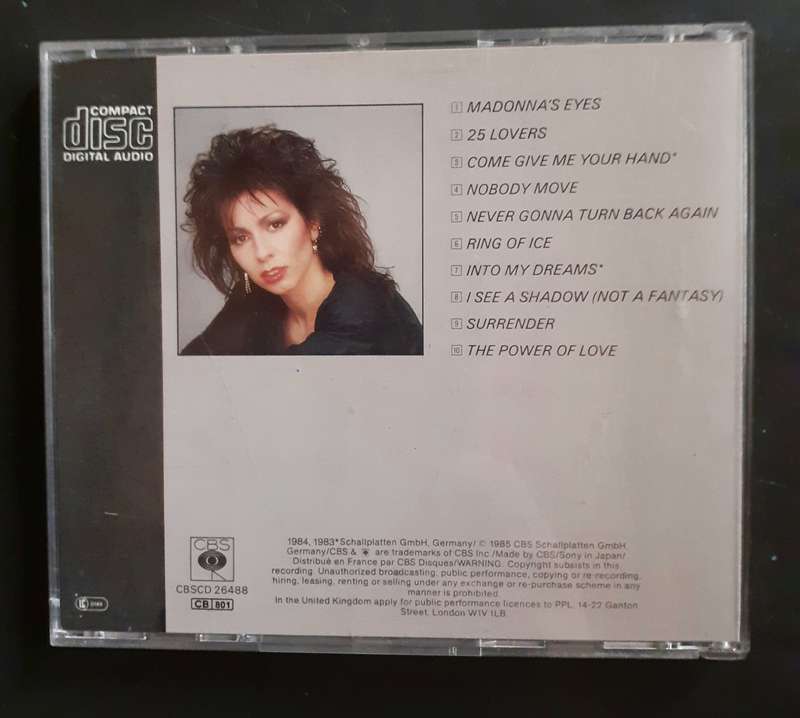 COMPACT
disc
DIGITAL AUDIO
1 MADONNA'S EYES
2 25 LOVERS
3 COME GIVE ME YOUR HAND*
4 NOBODY MOVE
5 NEVER GONNA TURN BACK AGAIN
6 RING OF ICE
7 INTO MY DREAMS*
8 I SEE A SHADOW (NOT A FANTASY)
9 SURRENDER
10 THE POWER OF LOVE
CBS
CBSCD 26488
CB 801
1984, 1983* Schallplatten GmbH, Germany/ © 1985 CBS Schallplatten GmbH,
Germany/CBS & are trademarks of CBS Inc./Made by CBS/Sony in Japan/
Distribué en France par CBS Disques/WARNING. Copyright subsists in this
recording. Unauthorized broadcasting, public performance, copying or re-recording,
hiring, leasing, renting or selling under any exchange or re-purchase scheme in any
manner is prohibited.
In the United Kingdom apply for public performance licences to PPL, 14-22 Ganton
Street, London W1V 1LB.